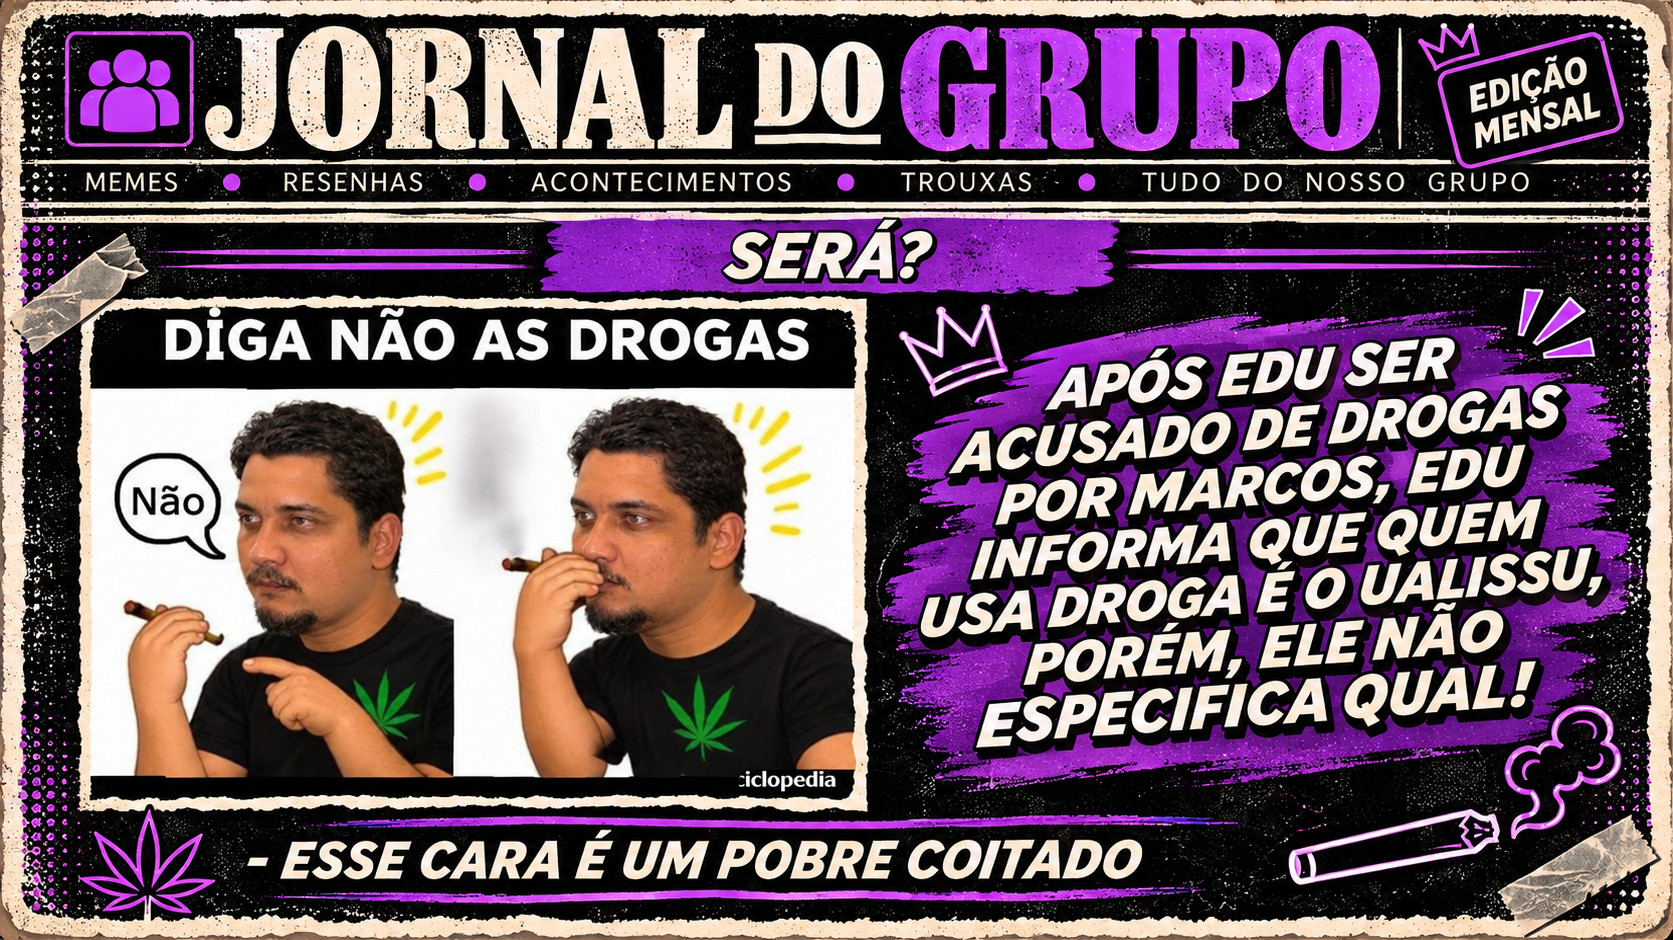 JORNAL DO GRUPO
EDIÇÃO
MENSAL
MEMES • RESENHAS • ACONTECIMENTOS • TROUXAS • TUDO DO NOSSO GRUPO
SERÁ?
DIGA NÃO AS DROGAS
Não
ciclopedia
APÓS EDU SER
ACUSADO DE DROGAS
POR MARCOS, EDU
INFORMA QUE QUEM
USA DROGA É O UALISSU,
PORÉM, ELE NÃO
ESPECIFICA QUAL!
- ESSE CARA É UM POBRE COITADO